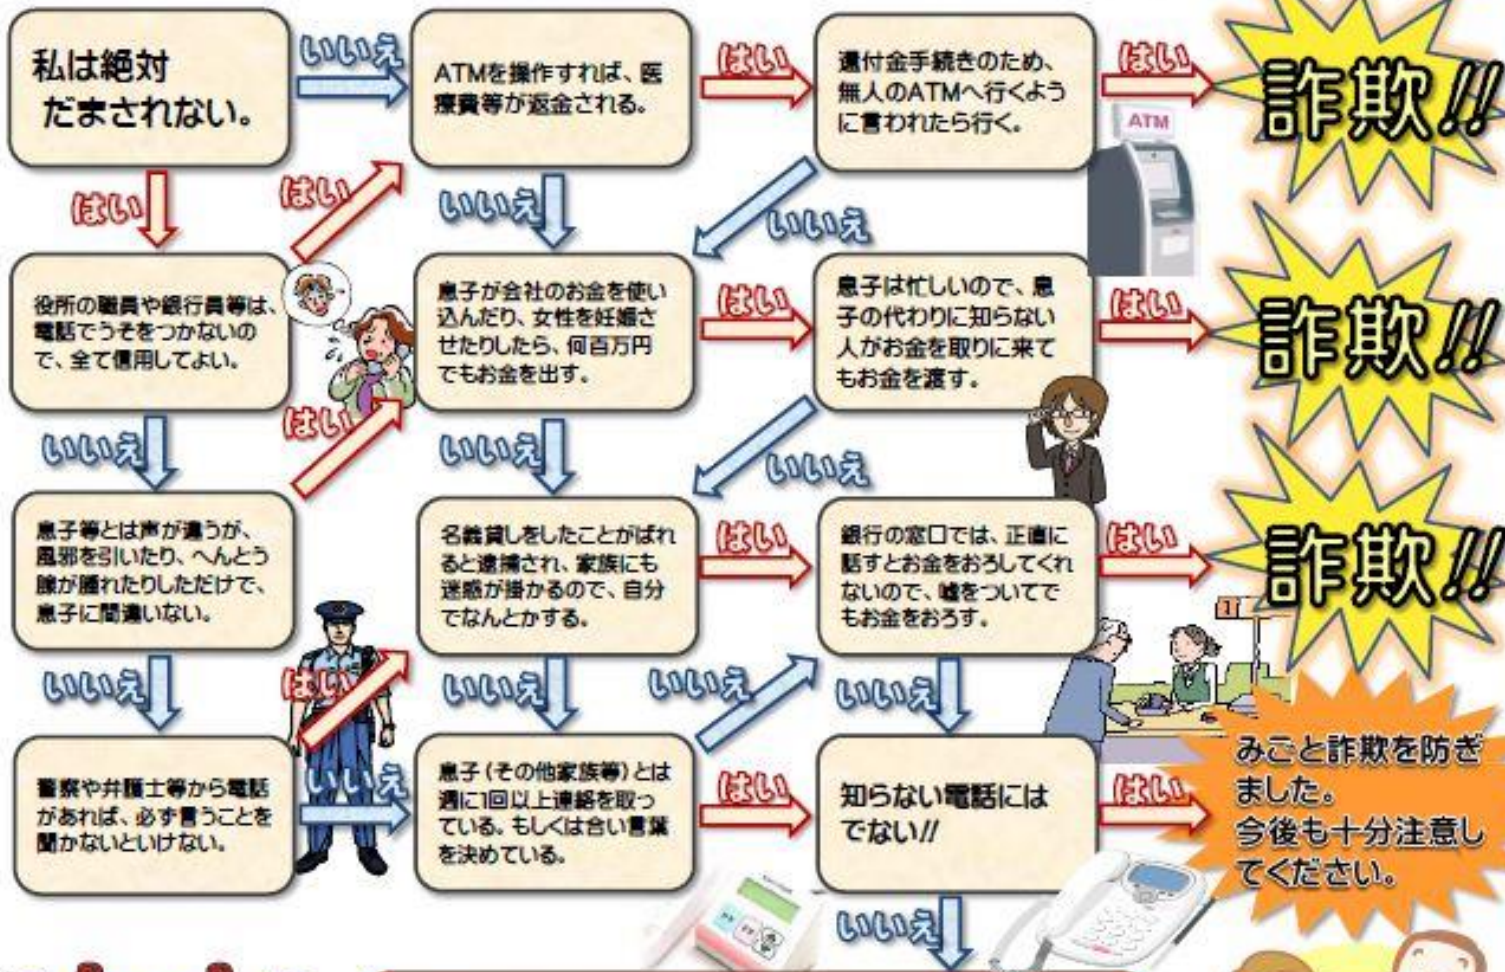 私は絶対
だまされない。
いいえ
ATMを操作すれば、医
療費等が返金される。
はい
還付金手続きのため、
無人のATMへ行くよう
に言われたら行く。
はい
詐欺!!
ATM
はい
はい
いいえ
いいえ
役所の職員や銀行員等は、
電話でうそをつかないの
で、全て信用してよい。
息子が会社のお金を使い
込んだり、女性を妊娠さ
せたりしたら、何百万円
でもお金を出す。
はい
息子は忙しいので、息
子の代わりに知らない
人がお金を取りに来て
もお金を渡す。
はい
詐欺!!
いいえ
はい
いいえ
いいえ
息子等とは声が違うが、
風邪を引いたり、へんとう
腺が腫れたりしただけで、
息子に間違いない。
名義貸しをしたことがばれ
ると逮捕され、家族にも
迷惑が掛かるので、自分
でなんとかする。
はい
銀行の窓口では、正直に
話すとお金をおろしてくれ
ないので、嘘をついてで
もお金をおろす。
はい
詐欺!!
1
いいえ
はい
いいえ
いいえ
いいえ
警察や弁護士等から電話
があれば、必ず言うことを
聞かないといけない。
いいえ
息子(その他家族等)とは
週に1回以上連絡を取っ
ている。もしくは合い言葉
を決めている。
はい
知らない電話には
でない!!
はい
みごと詐欺を防ぎ
ました。
今後も十分注意し
てください。
いいえ